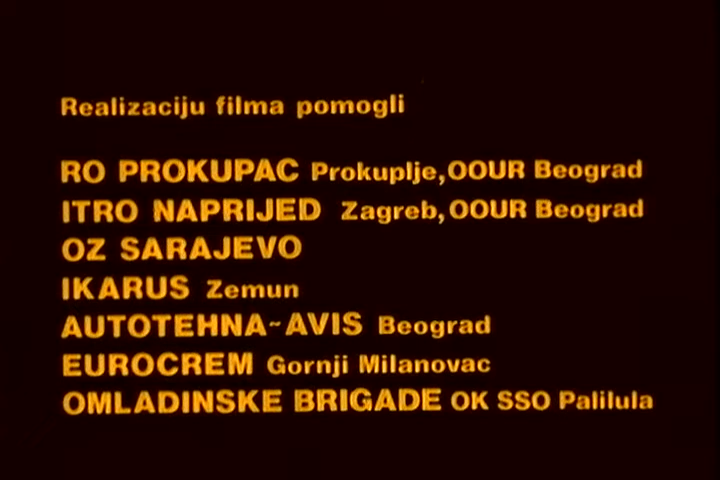 Realizaciju filma pomogli
RO PROKUPAC Prokuplje, OOUR Beograd
ITRO NAPRIJED Zagreb, OOUR Beograd
OZ SARAJEVO
IKARUS Zemun
AUTOTEHNA~AVIS Beograd
EUROCREM Gornji Milanovac
OMLADINSKE BRIGADE OK SSO Palilula